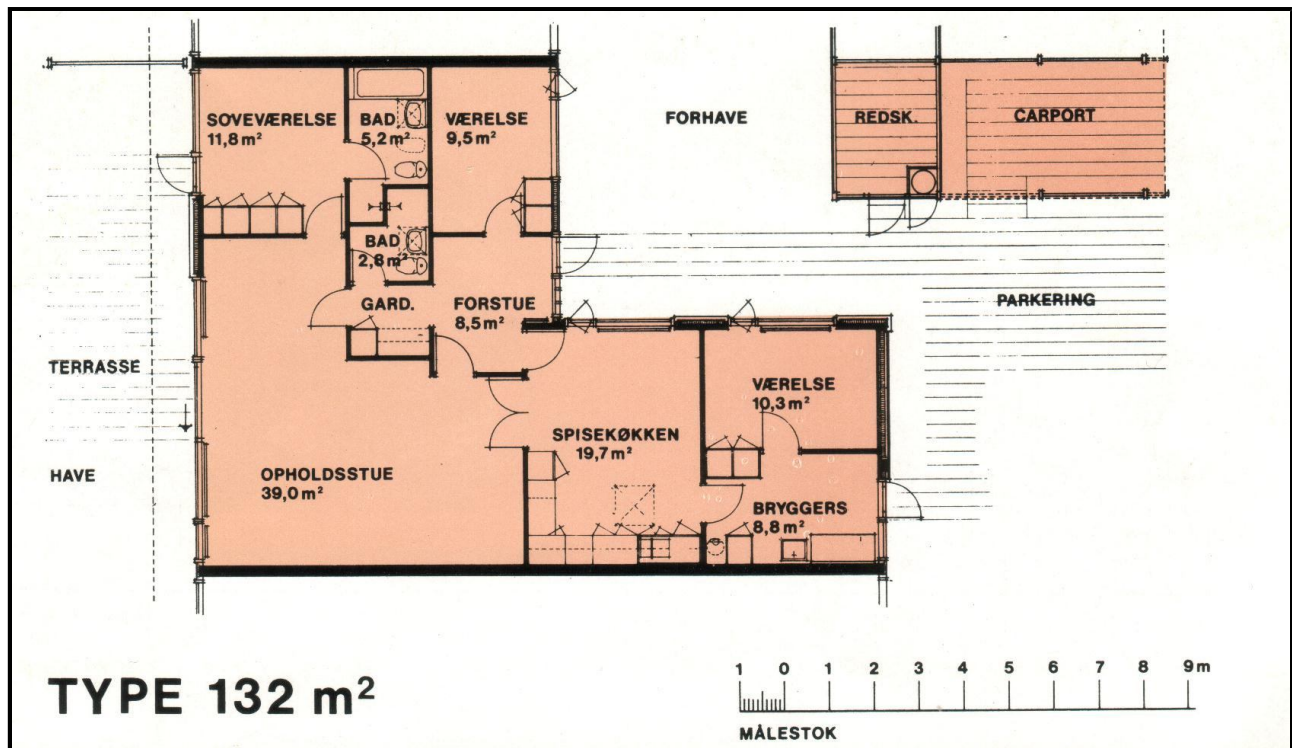 SOVEVÆRELSE
11,8 m²
BAD
5,2 m²
VÆRELSE
9,5 m²
FORHAVE
REDSK.
CARPORT
BAD
2,8 m²
GARD.
FORSTUE
8,5 m²
PARKERING
TERRASSE
VÆRELSE
10,3 m²
SPISEKØKKEN
19,7 m²
HAVE
OPHOLDSSTUE
39,0 m²
BRYGGERS
8,8 m²
TYPE 132 m²
1 0 1 2 3 4 5 6 7 8 9 m
MÅLESTOK